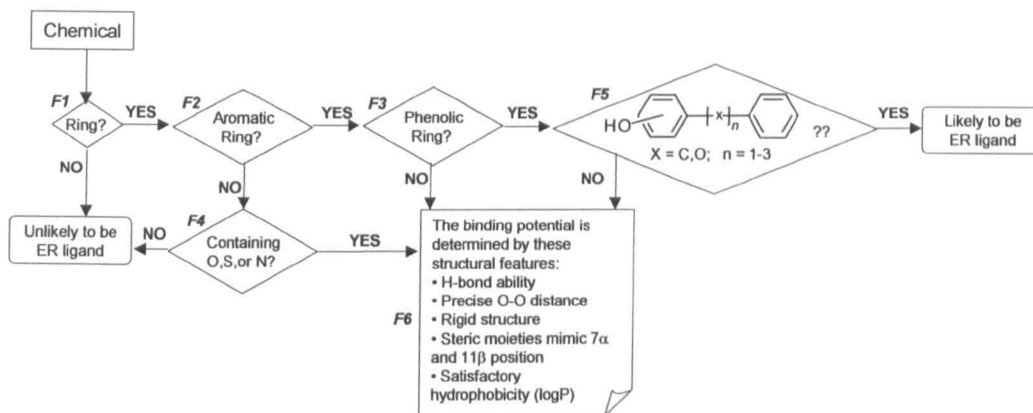 Chemical
F1
Ring?
YES
NO
Unlikely to be
ER ligand
F2
Aromatic
Ring?
YES
NO
F4
Containing
O,S,or N?
NO
YES
F3
Phenolic
Ring?
YES
NO
F5
HO
x
n
X = C,O; n = 1-3
??
NO
YES
Likely to be
ER ligand
F6
The binding potential is
determined by these
structural features:
• H-bond ability
• Precise O-O distance
• Rigid structure
• Steric moieties mimic 7α
and 11β position
• Satisfactory
hydrophobicity (logP)